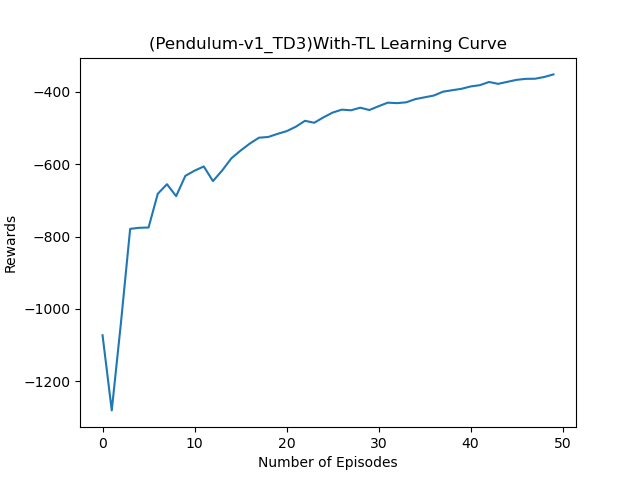 (Pendulum-v1_TD3)With-TL Learning Curve
Rewards
−400
−600
−800
−1000
−1200
0 10 20 30 40 50
Number of Episodes